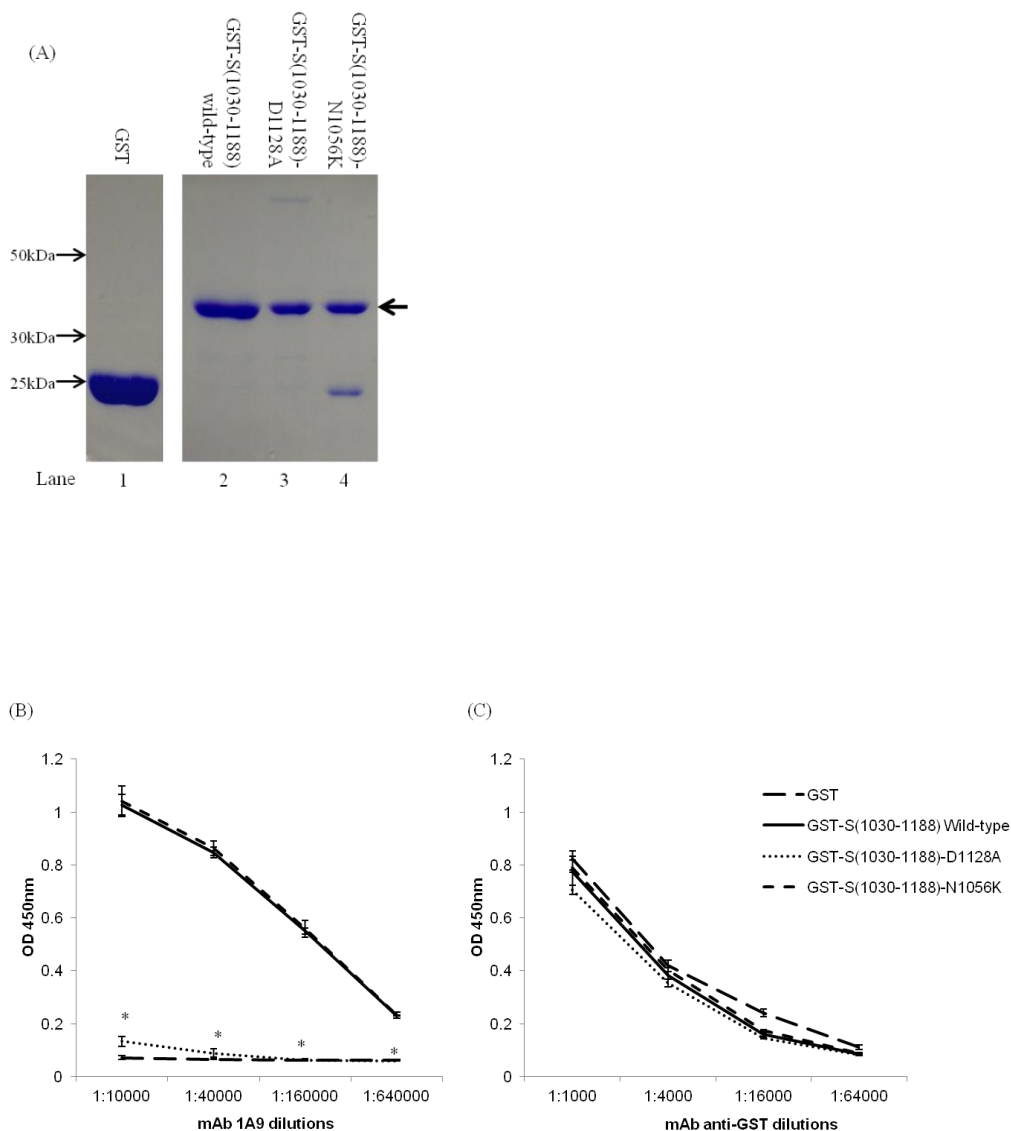 (A)
GST
GST-S(1030-1188)
wild-type
GST-S(1030-1188)-
D1128A
GST-S(1030-1188)-
N1056K
50kDa
30kDa
25kDa
Lane 1 2 3 4
(B)
1.2
1
0.8
0.6
0.4
0.2
0
OD 450nm
*
*
*
*
1:10000 1:40000 1:160000 1:640000
mAb 1A9 dilutions
(C)
1.2
1
0.8
0.6
0.4
0.2
0
OD 450nm
GST
GST-S(1030-1188) Wild-type
GST-S(1030-1188)-D1128A
GST-S(1030-1188)-N1056K
1:1000 1:4000 1:16000 1:64000
mAb anti-GST dilutions